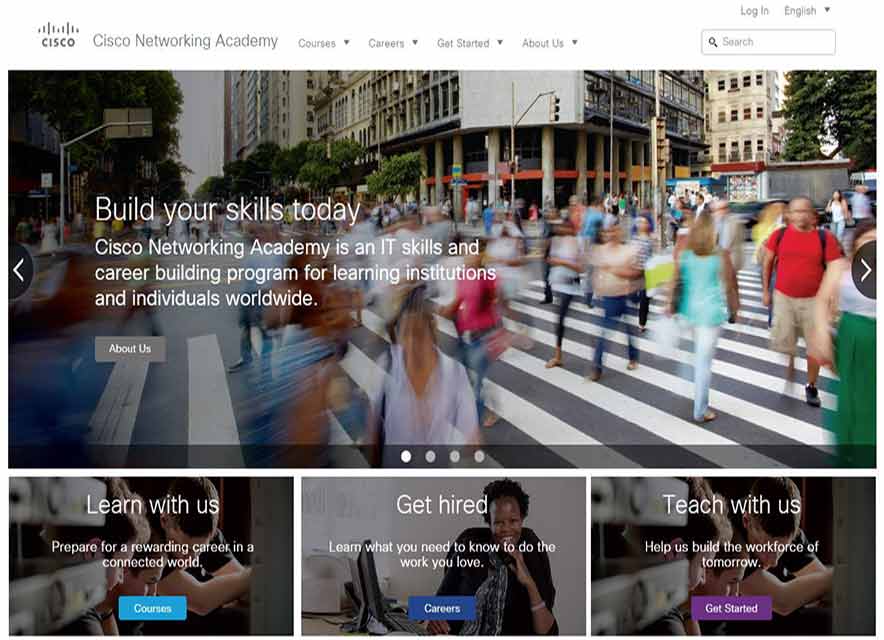 Log In English
CISCO
Cisco Networking Academy
Courses Careers Get Started About Us
Search
Build your skills today
Cisco Networking Academy is an IT skills and
career building program for learning institutions
and individuals worldwide.
About Us
Learn with us
Prepare for a rewarding career in a
connected world.
Courses
Get hired
Learn what you need to know to do the
work you love.
Careers
Teach with us
Help us build the workforce of
tomorrow.
Get Started